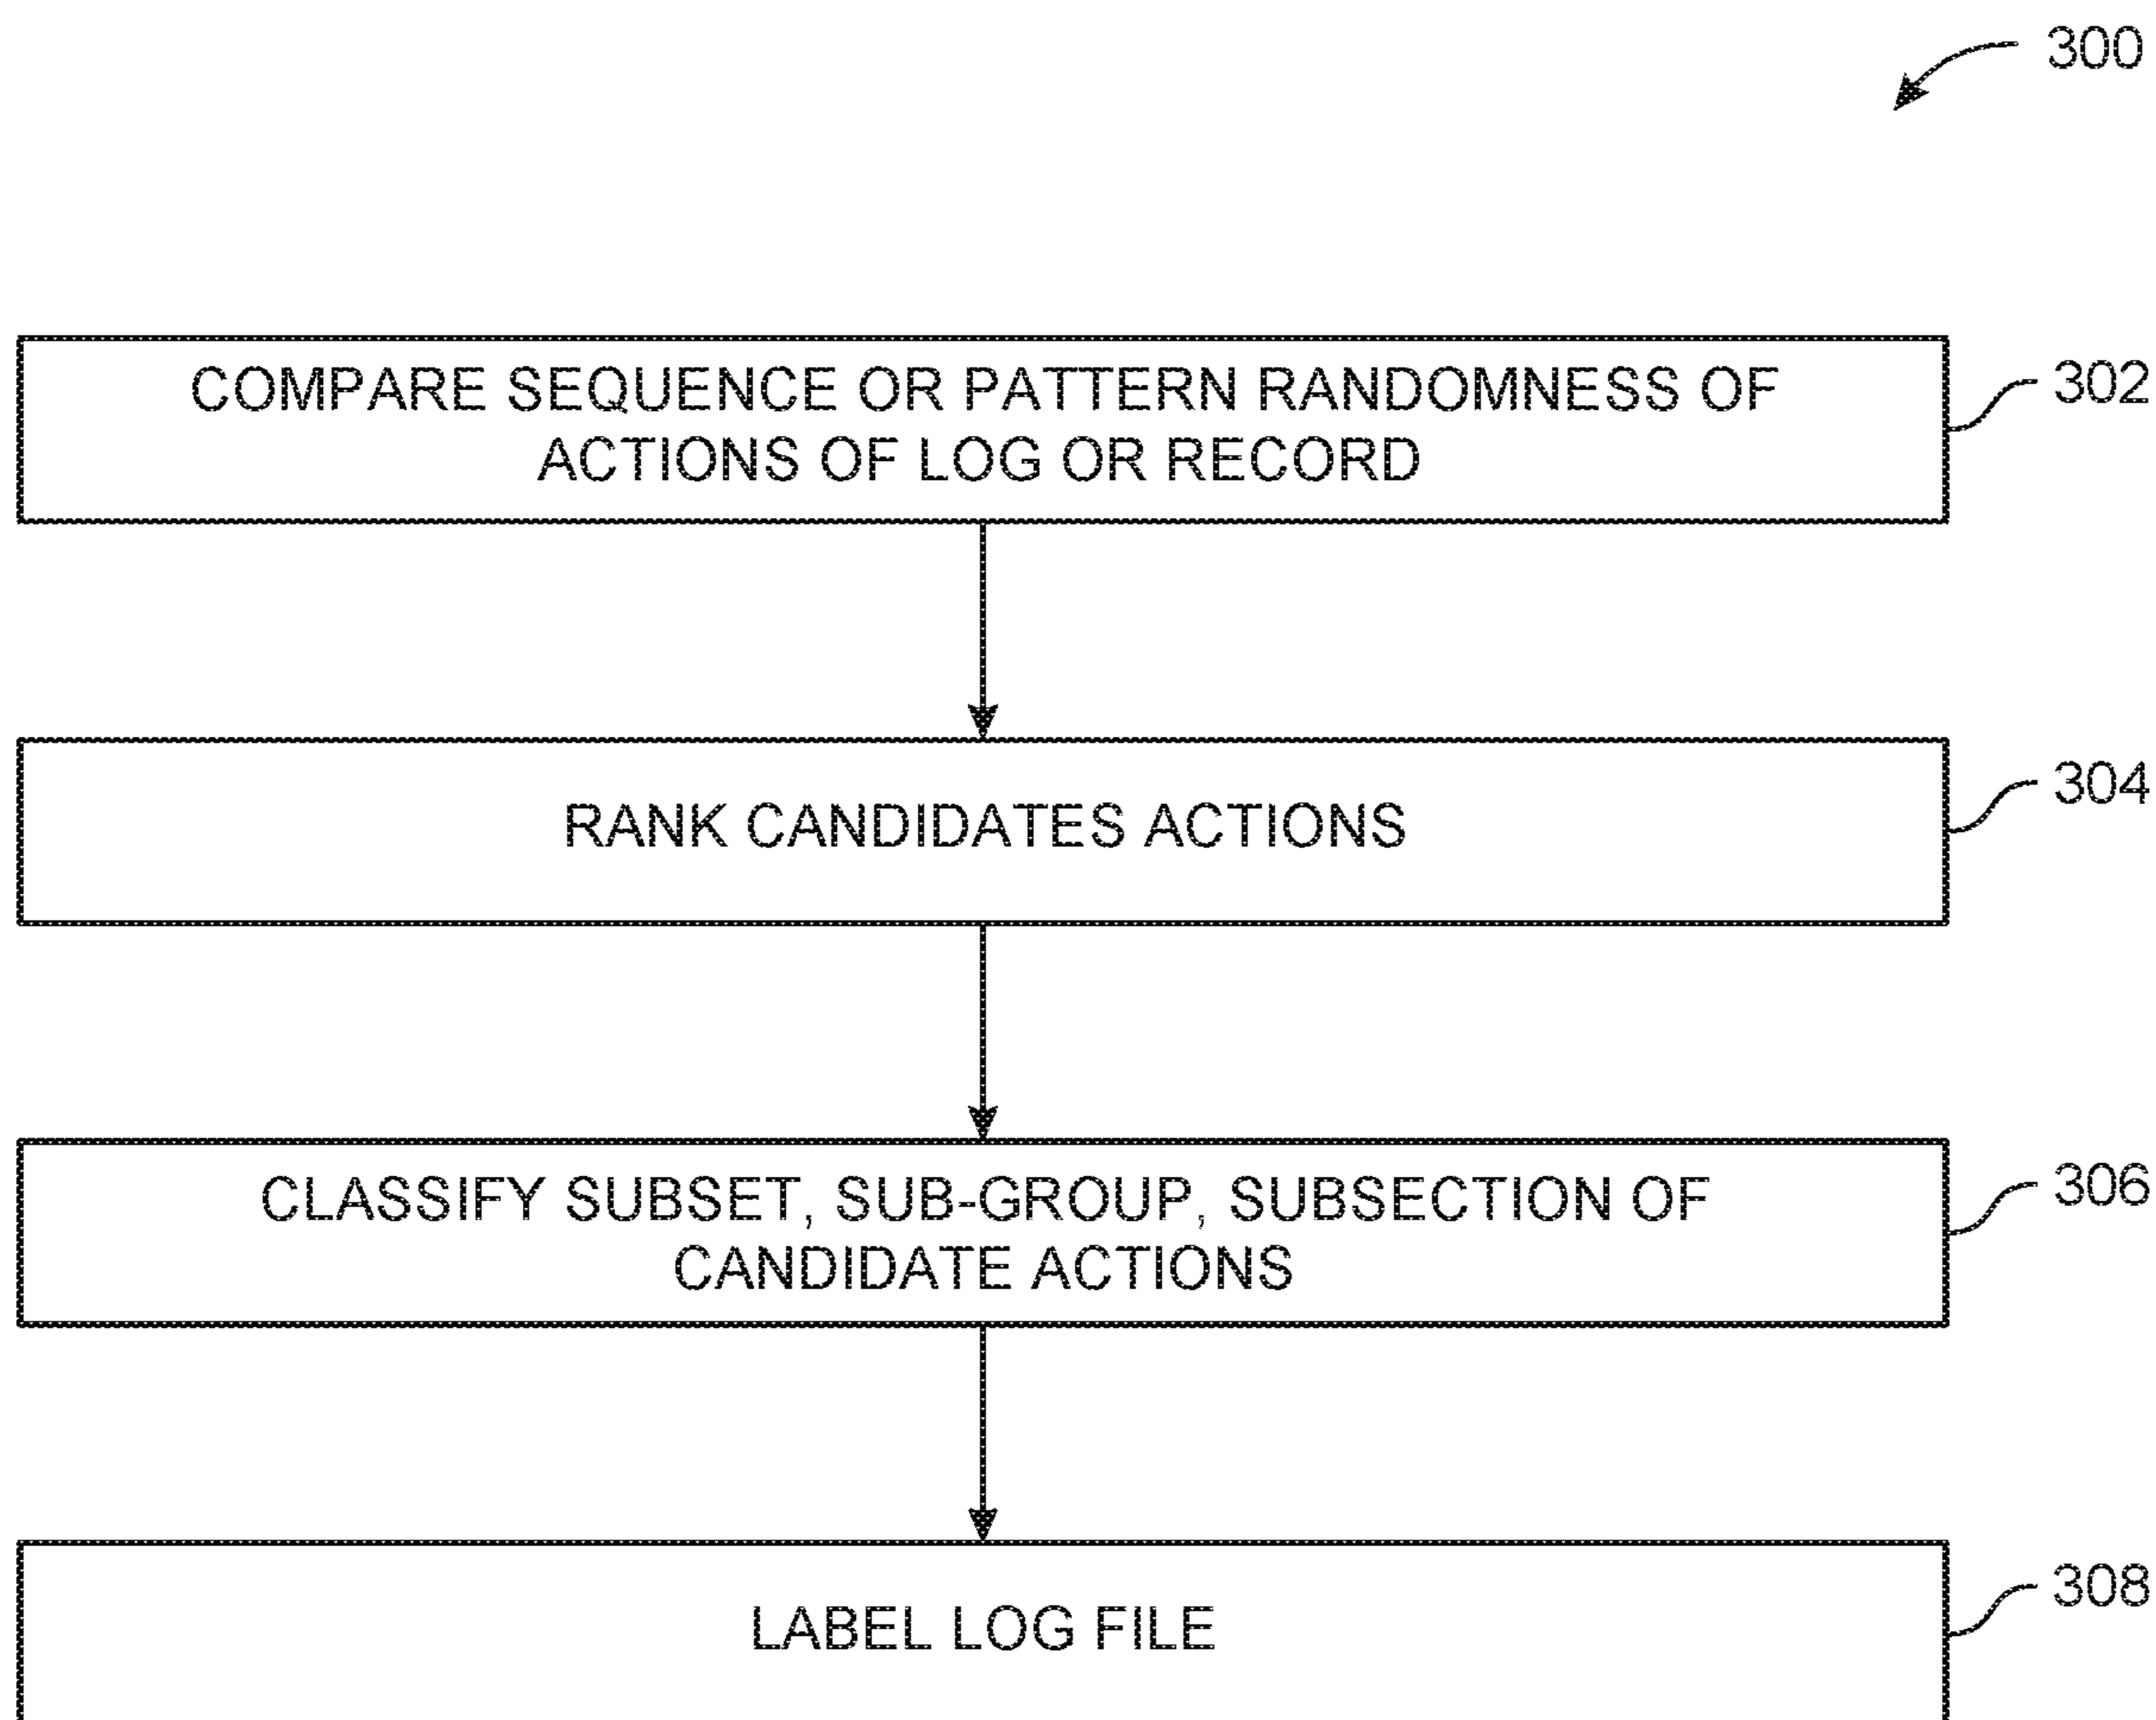 300
COMPARE SEQUENCE OR PATTERN RANDOMNESS OF
ACTIONS OF LOG OR RECORD
302
RANK CANDIDATES ACTIONS
304
CLASSIFY SUBSET, SUB-GROUP, SUBSECTION OF
CANDIDATE ACTIONS
306
LABEL LOG FILE
308